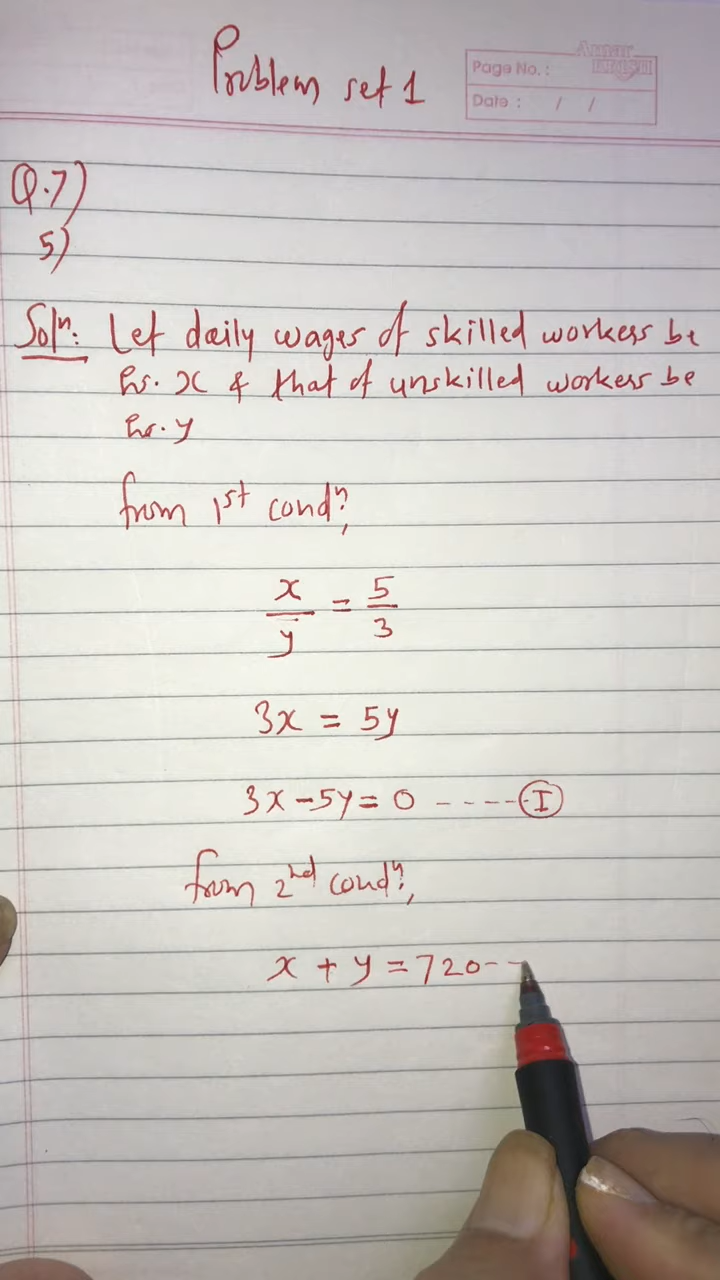 Problem set 1
Page No. :
Date : / /
Q.7)
5)
Solⁿ: Let daily wages of skilled workers be
Rs. x & that of unskilled workers be
Rs. y
from 1st condⁿ,
x/y = 5/3
3x = 5y
3x - 5y = 0 ----- I
from 2nd condⁿ,
x + y = 720 --